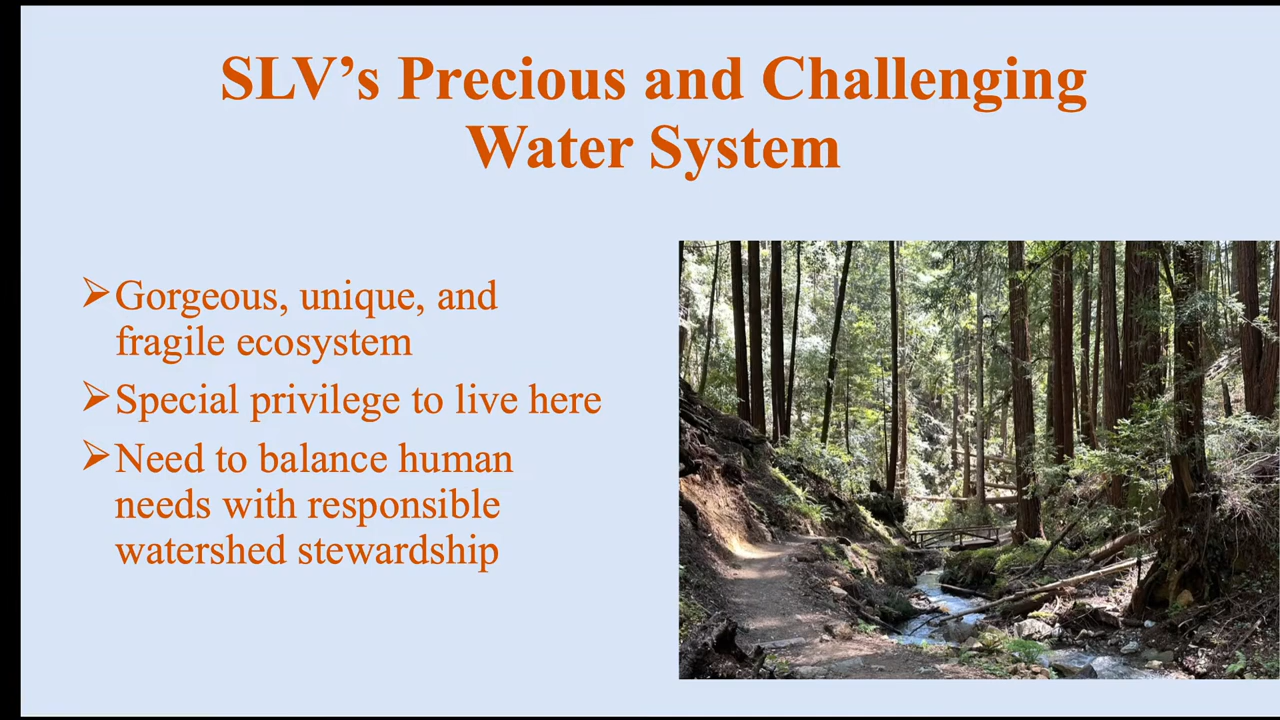 SLV’s Precious and Challenging
Water System
➢Gorgeous, unique, and
fragile ecosystem
➢Special privilege to live here
➢Need to balance human
needs with responsible
watershed stewardship